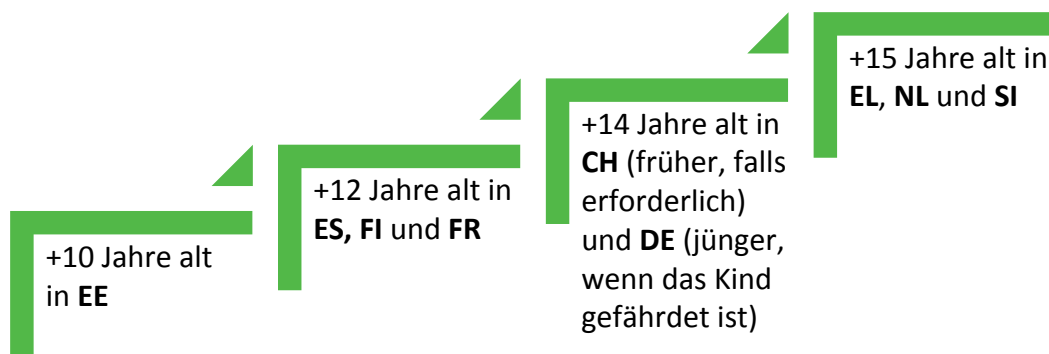 +10 Jahre alt
in EE
+12 Jahre alt in
ES, FI und FR
+14 Jahre alt in
CH (früher, falls
erforderlich)
und DE (jünger,
wenn das Kind
gefährdet ist)
+15 Jahre alt in
EL, NL und SI